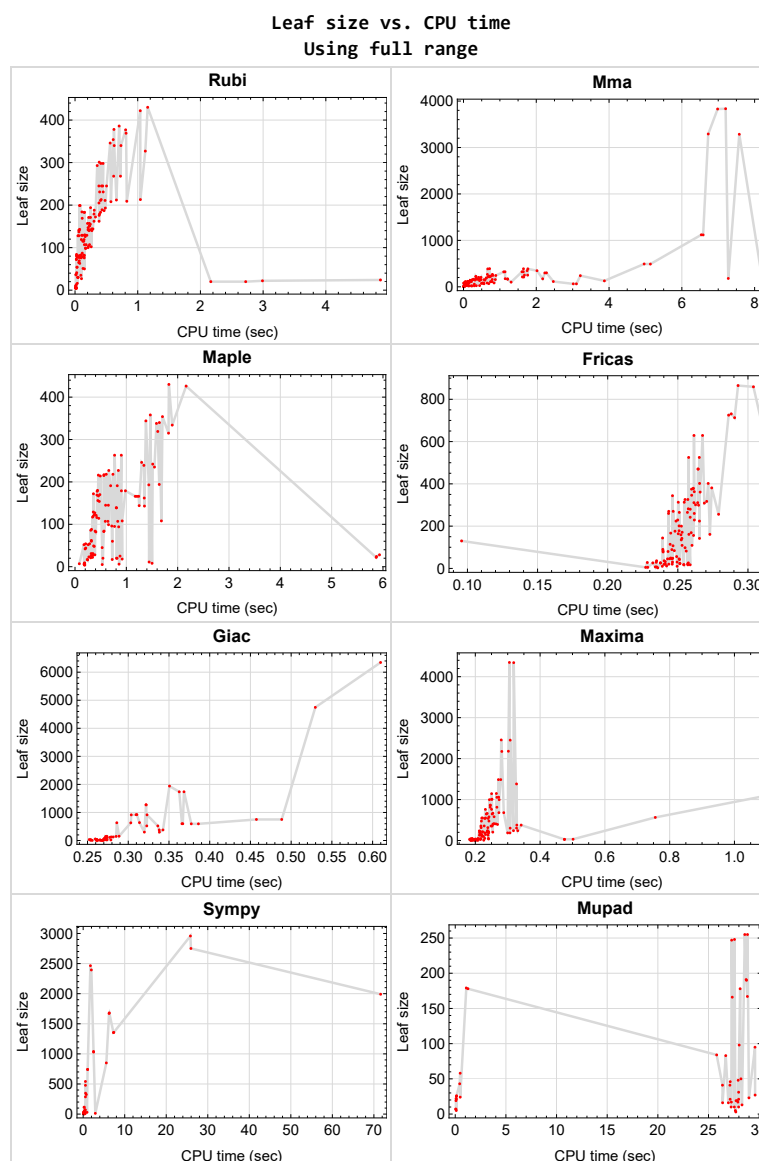 Leaf size vs. CPU time
Using full range
Rubi
Leaf size
400
300
200
100
0
0 1 2 3 4
CPU time (sec)
Mma
Leaf size
4000
3000
2000
1000
0
0 2 4 6 8
CPU time (sec)
Maple
Leaf size
400
300
200
100
0
0 1 2 3 4 5 6
CPU time (sec)
Fricas
Leaf size
800
600
400
200
0
0.10 0.15 0.20 0.25 0.30
CPU time (sec)
Giac
Leaf size
6000
5000
4000
3000
2000
1000
0
0.25 0.30 0.35 0.40 0.45 0.50 0.55 0.60
CPU time (sec)
Maxima
Leaf size
4000
3000
2000
1000
0
0.2 0.4 0.6 0.8 1.0
CPU time (sec)
Sympy
Leaf size
3000
2500
2000
1500
1000
500
0
0 10 20 30 40 50 60 70
CPU time (sec)
Mupad
Leaf size
250
200
150
100
50
0
0 5 10 15 20 25
CPU time (sec)